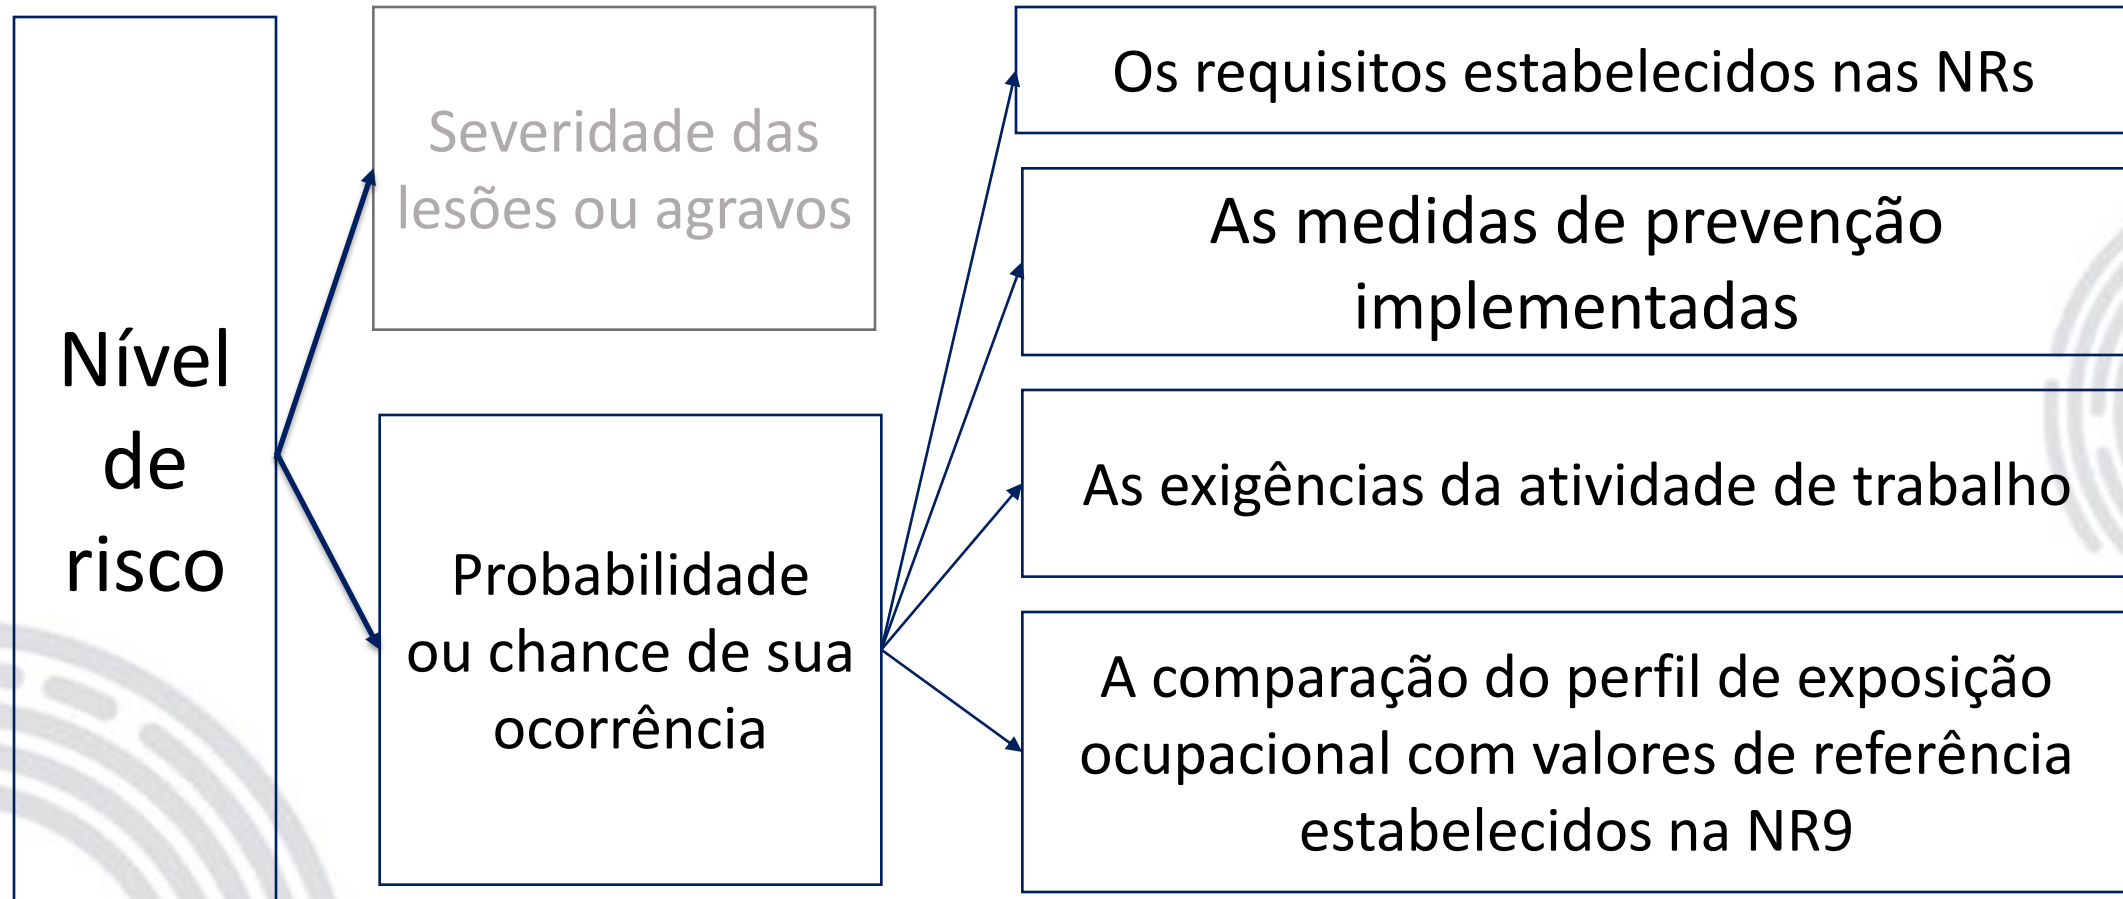 Nível
de
risco
Severidade das
lesões ou agravos
Probabilidade
ou chance de sua
ocorrência
Os requisitos estabelecidos nas NRs
As medidas de prevenção
implementadas
As exigências da atividade de trabalho
A comparação do perfil de exposição
ocupacional com valores de referência
estabelecidos na NR9